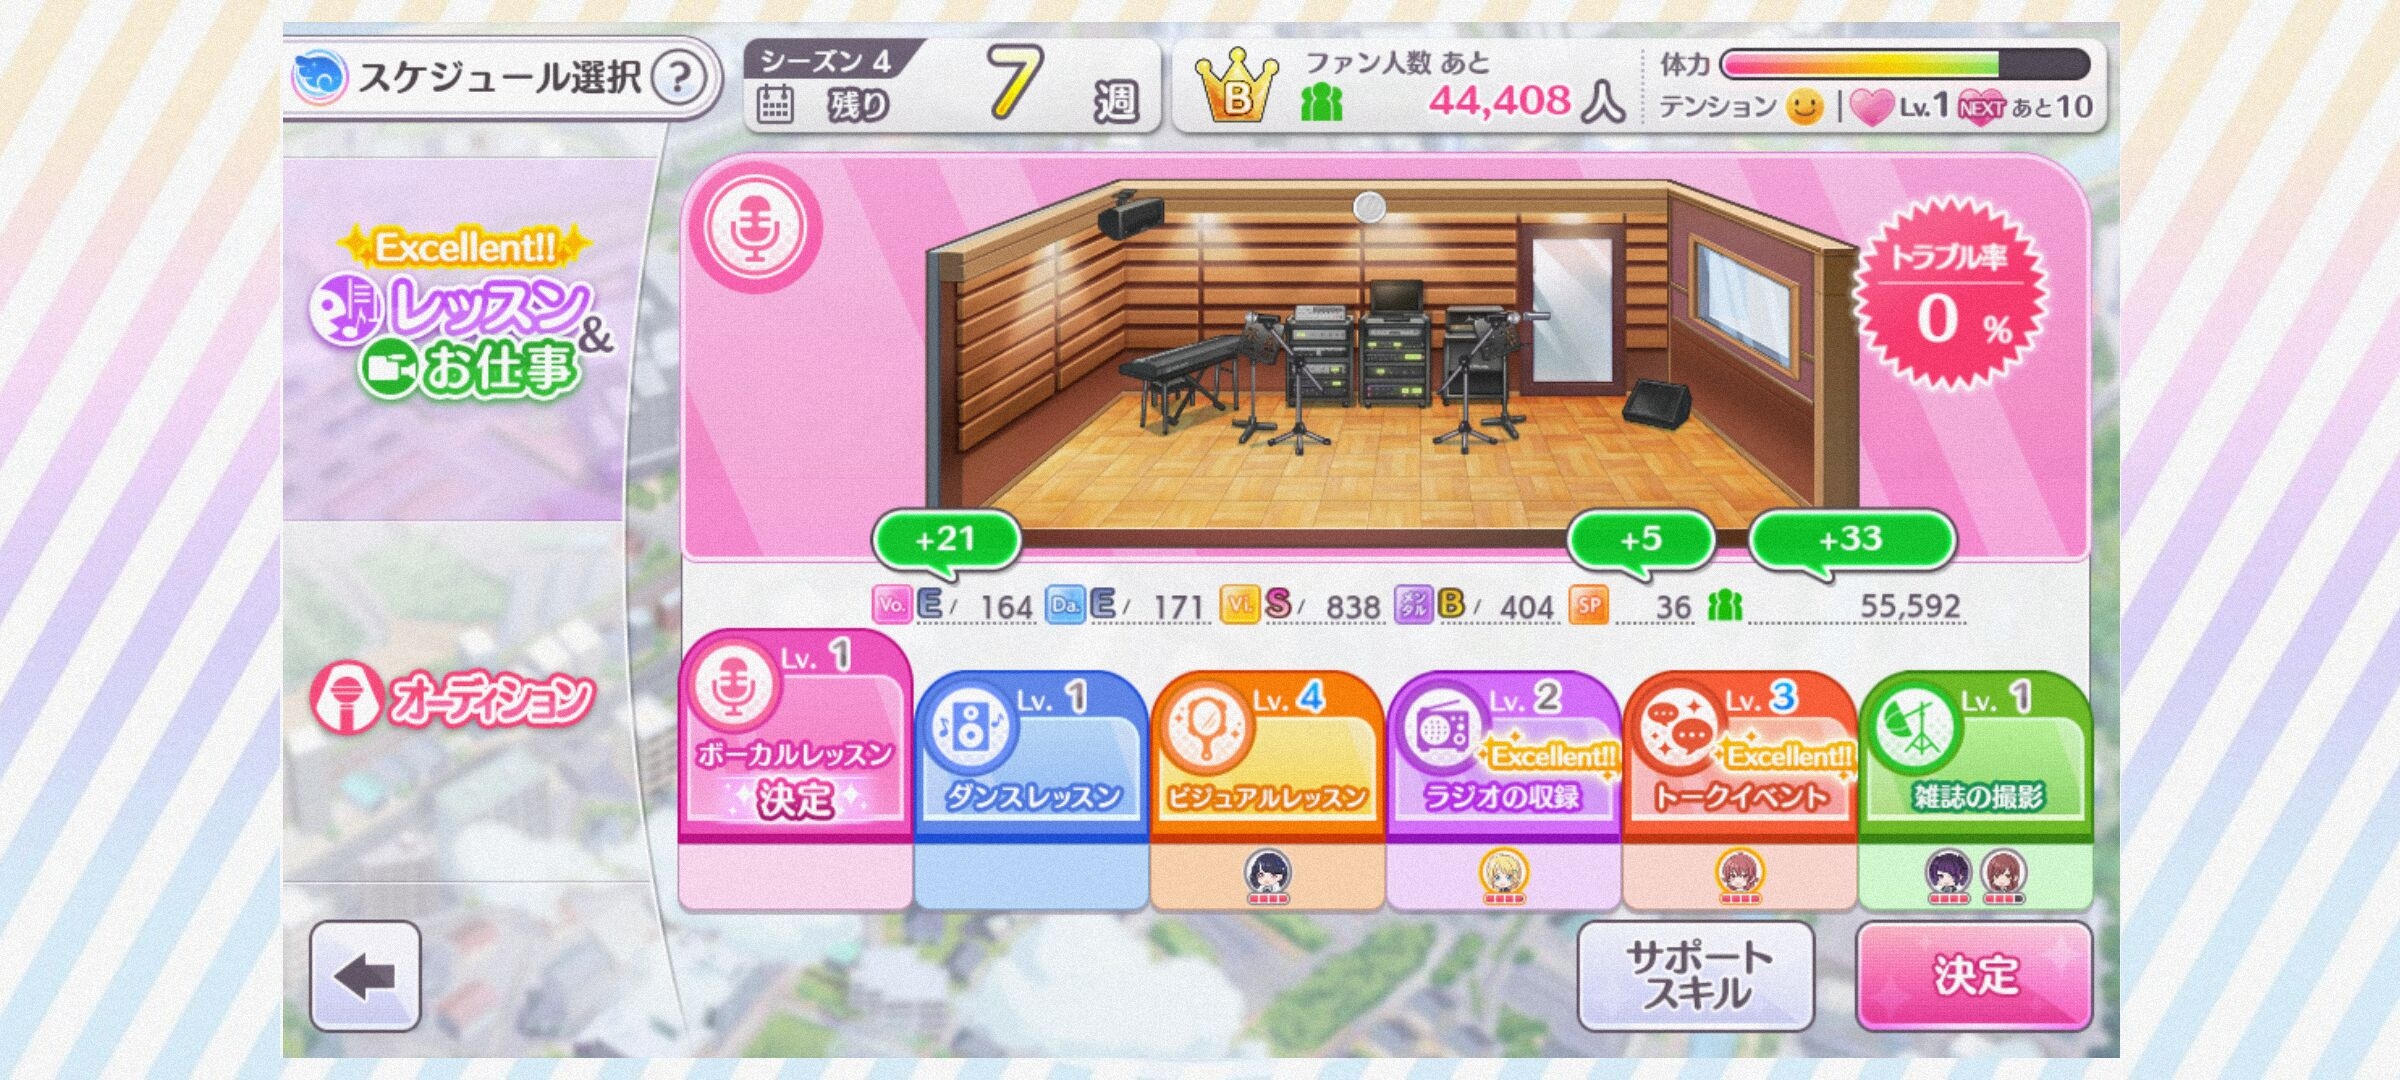 スケジュール選択 ?
シーズン 4
残り 7 週
B ファン人数 あと
44,408 人
体力
テンション Lv.1 NEXT あと10
Excellent!!
レッスン
&
お仕事
オーディション
トラブル率
0 %
+21 +5 +33
Vo. E / 164 Da. E / 171 Vi. S / 838 メンタル B / 404 SP 36 55,592
Lv. 1
ボーカルレッスン
決定
Lv. 1
ダンスレッスン
Lv. 4
ビジュアルレッスン
Lv. 2
Excellent!!
ラジオの収録
Lv. 3
Excellent!!
トークイベント
Lv. 1
雑誌の撮影
サポート
スキル
決定